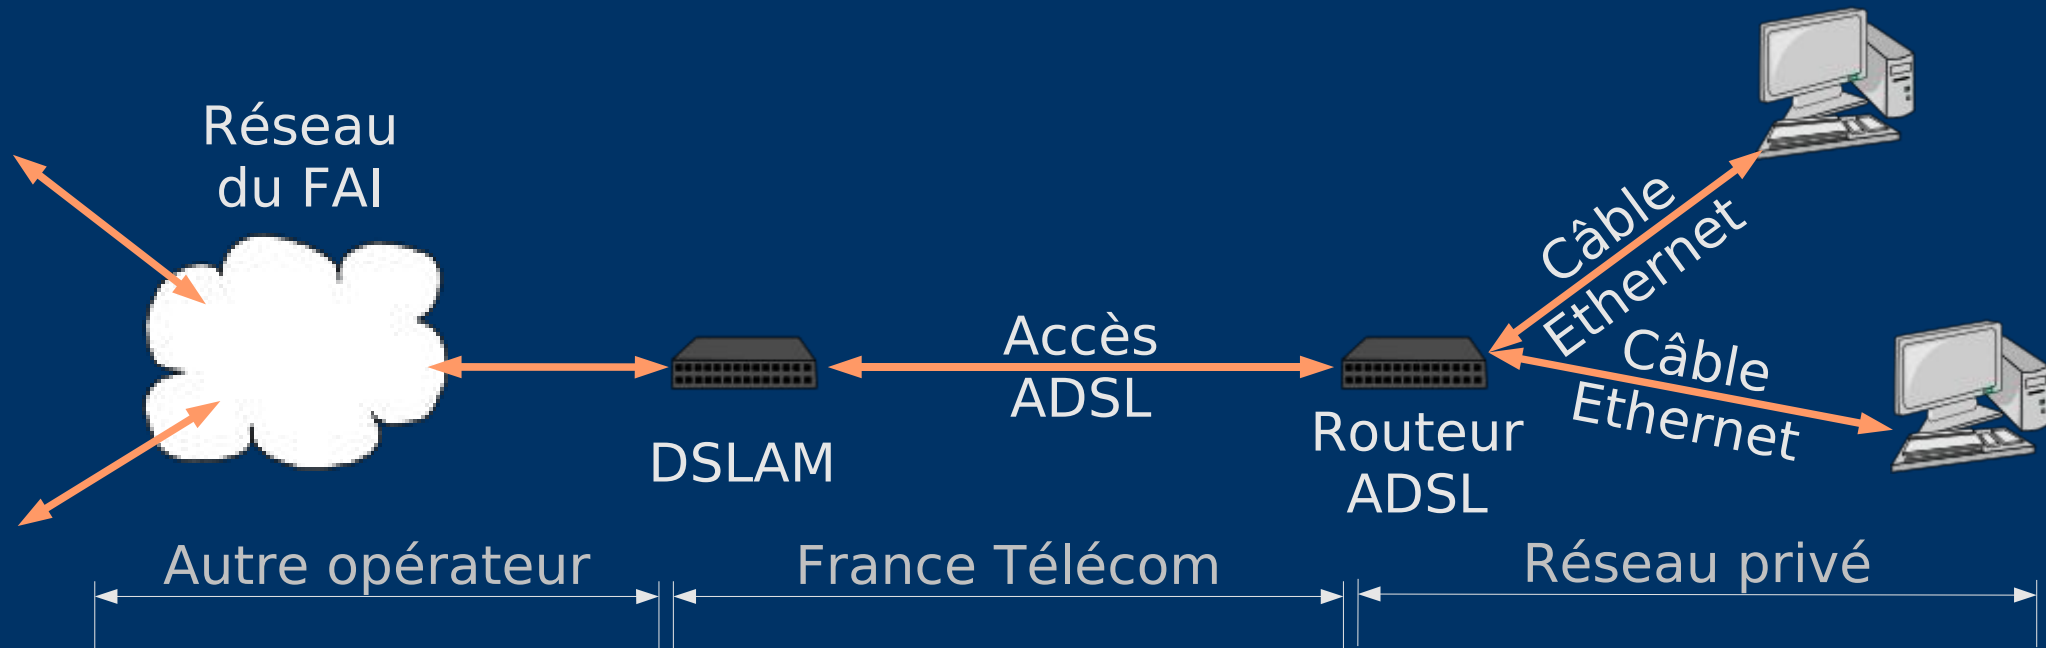 Réseau
du FAI
DSLAM
Accès
ADSL
Routeur
ADSL
Câble
Ethernet
Câble
Ethernet
Autre opérateur
France Télécom
Réseau privé